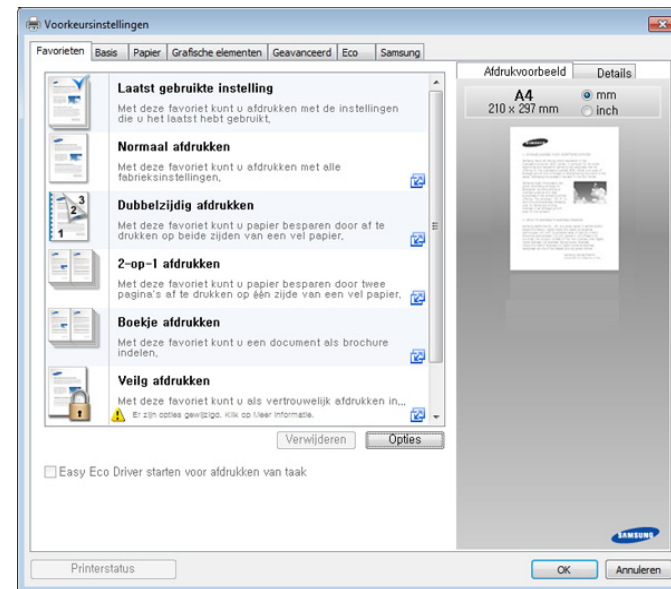 Voorkeursinstellingen
Favorieten Basis Papier Grafische elementen Geavanceerd Eco Samsung
Laatst gebruikte instelling
Met deze favoriet kunt u afdrukken met de instellingen
die u het laatst hebt gebruikt.
Normaal afdrukken
Met deze favoriet kunt u afdrukken met alle
fabrieksinstellingen.
Dubbelzijdig afdrukken
Met deze favoriet kunt u papier besparen door af te
drukken op beide zijden van een vel papier.
2-op-1 afdrukken
Met deze favoriet kunt u papier besparen door twee
pagina's af te drukken op één zijde van een vel papier.
Boekje afdrukken
Met deze favoriet kunt u een document als brochure
indelen.
Veilg afdrukken
Met deze favoriet kunt u als vertrouwelijk afdrukken in...
Er zijn opties gewijzigd. Klik op Meer informatie.
Verwijderen Opties
Easy Eco Driver starten voor afdrukken van taak
Printerstatus
Afdrukvoorbeeld Details
A4
210 x 297 mm
mm
inch
SAMSUNG
OK Annuleren